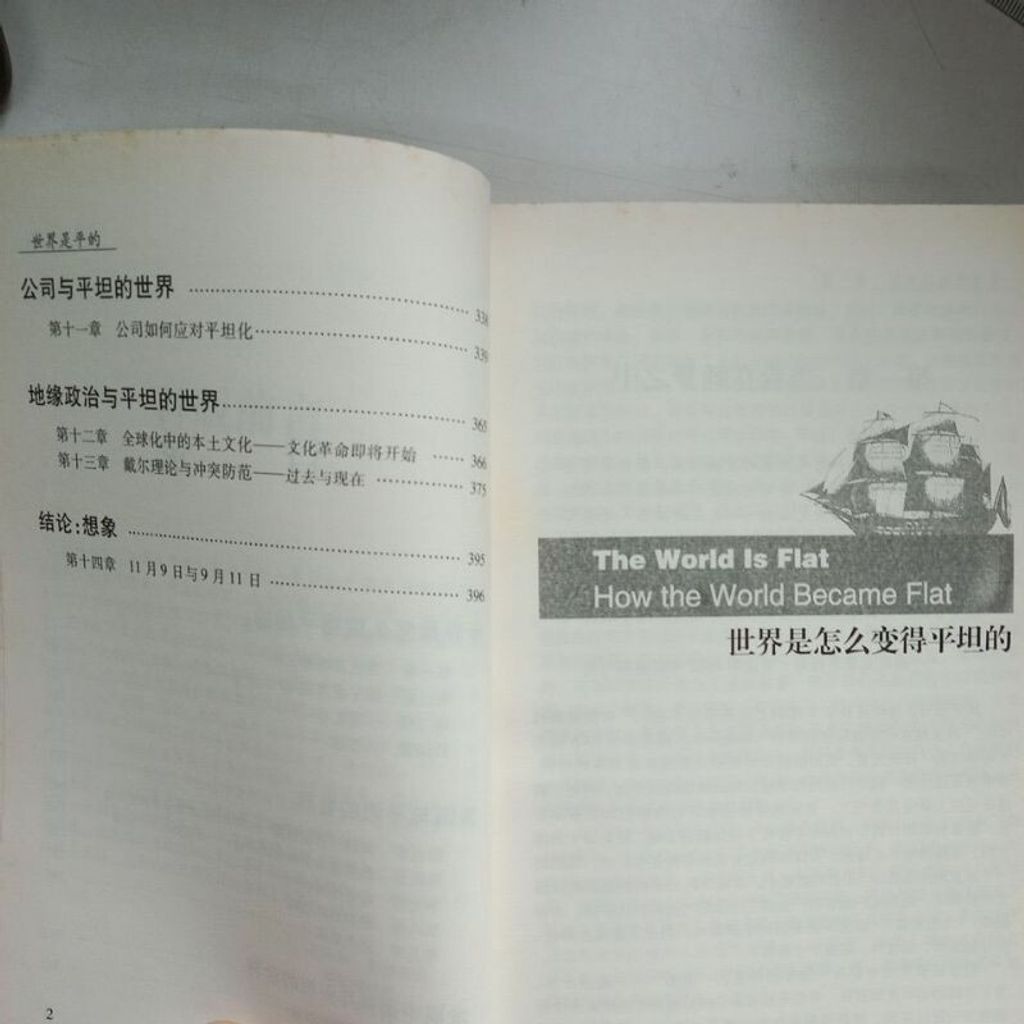 世界是平的
公司与平坦的世界 …… 338
第十一章 公司如何应对平坦化 …… 339
地缘政治与平坦的世界 …… 365
第十二章 全球化中的本土文化——文化革命即将开始 …… 366
第十三章 戴尔理论与冲突防范——过去与现在 …… 375
结论:想象 …… 395
第十四章 11月9日与9月11日 …… 396
2
The World Is Flat
How the World Became Flat
世界是怎么变得平坦的